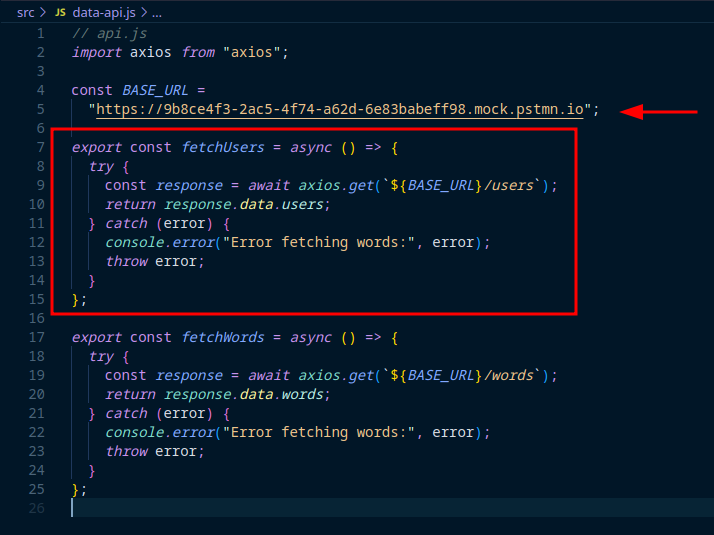 src > JS data-api.js > ...
1 // api.js
2 import axios from "axios";
3
4 const BASE_URL =
5   "https://9b8ce4f3-2ac5-4f74-a62d-6e83babeff98.mock.pstmn.io";
6
7 export const fetchUsers = async () => {
8   try {
9     const response = await axios.get(`${BASE_URL}/users`);
10     return response.data.users;
11   } catch (error) {
12     console.error("Error fetching words:", error);
13     throw error;
14   }
15 };
16
17 export const fetchWords = async () => {
18   try {
19     const response = await axios.get(`${BASE_URL}/words`);
20     return response.data.words;
21   } catch (error) {
22     console.error("Error fetching words:", error);
23     throw error;
24   }
25 };
26